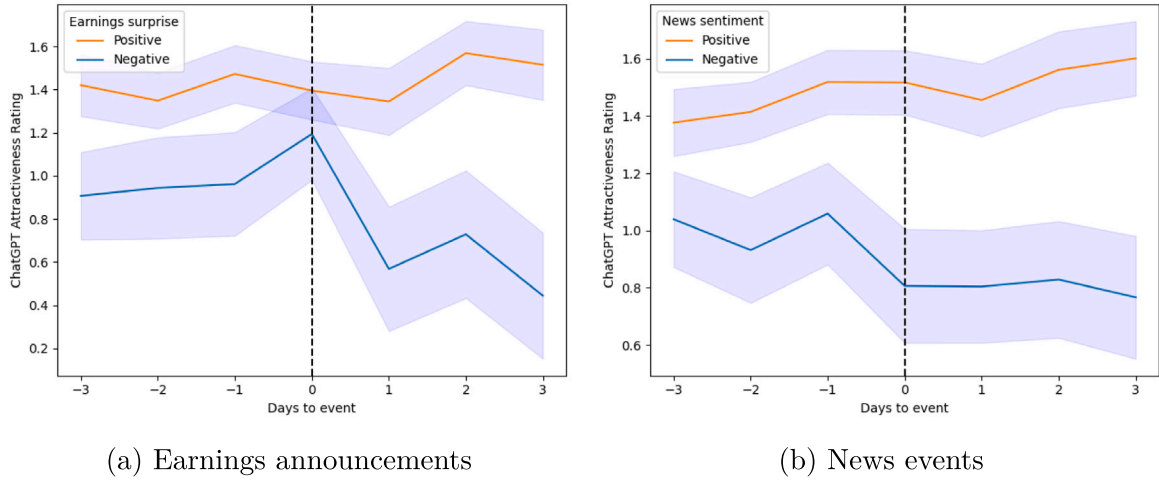 Earnings surprise
Positive
Negative
ChatGPT Attractiveness Rating
1.6
1.4
1.2
1.0
0.8
0.6
0.4
0.2
−3 −2 −1 0 1 2 3
Days to event
(a) Earnings announcements
News sentiment
Positive
Negative
ChatGPT Attractiveness Rating
1.6
1.4
1.2
1.0
0.8
0.6
−3 −2 −1 0 1 2 3
Days to event
(b) News events